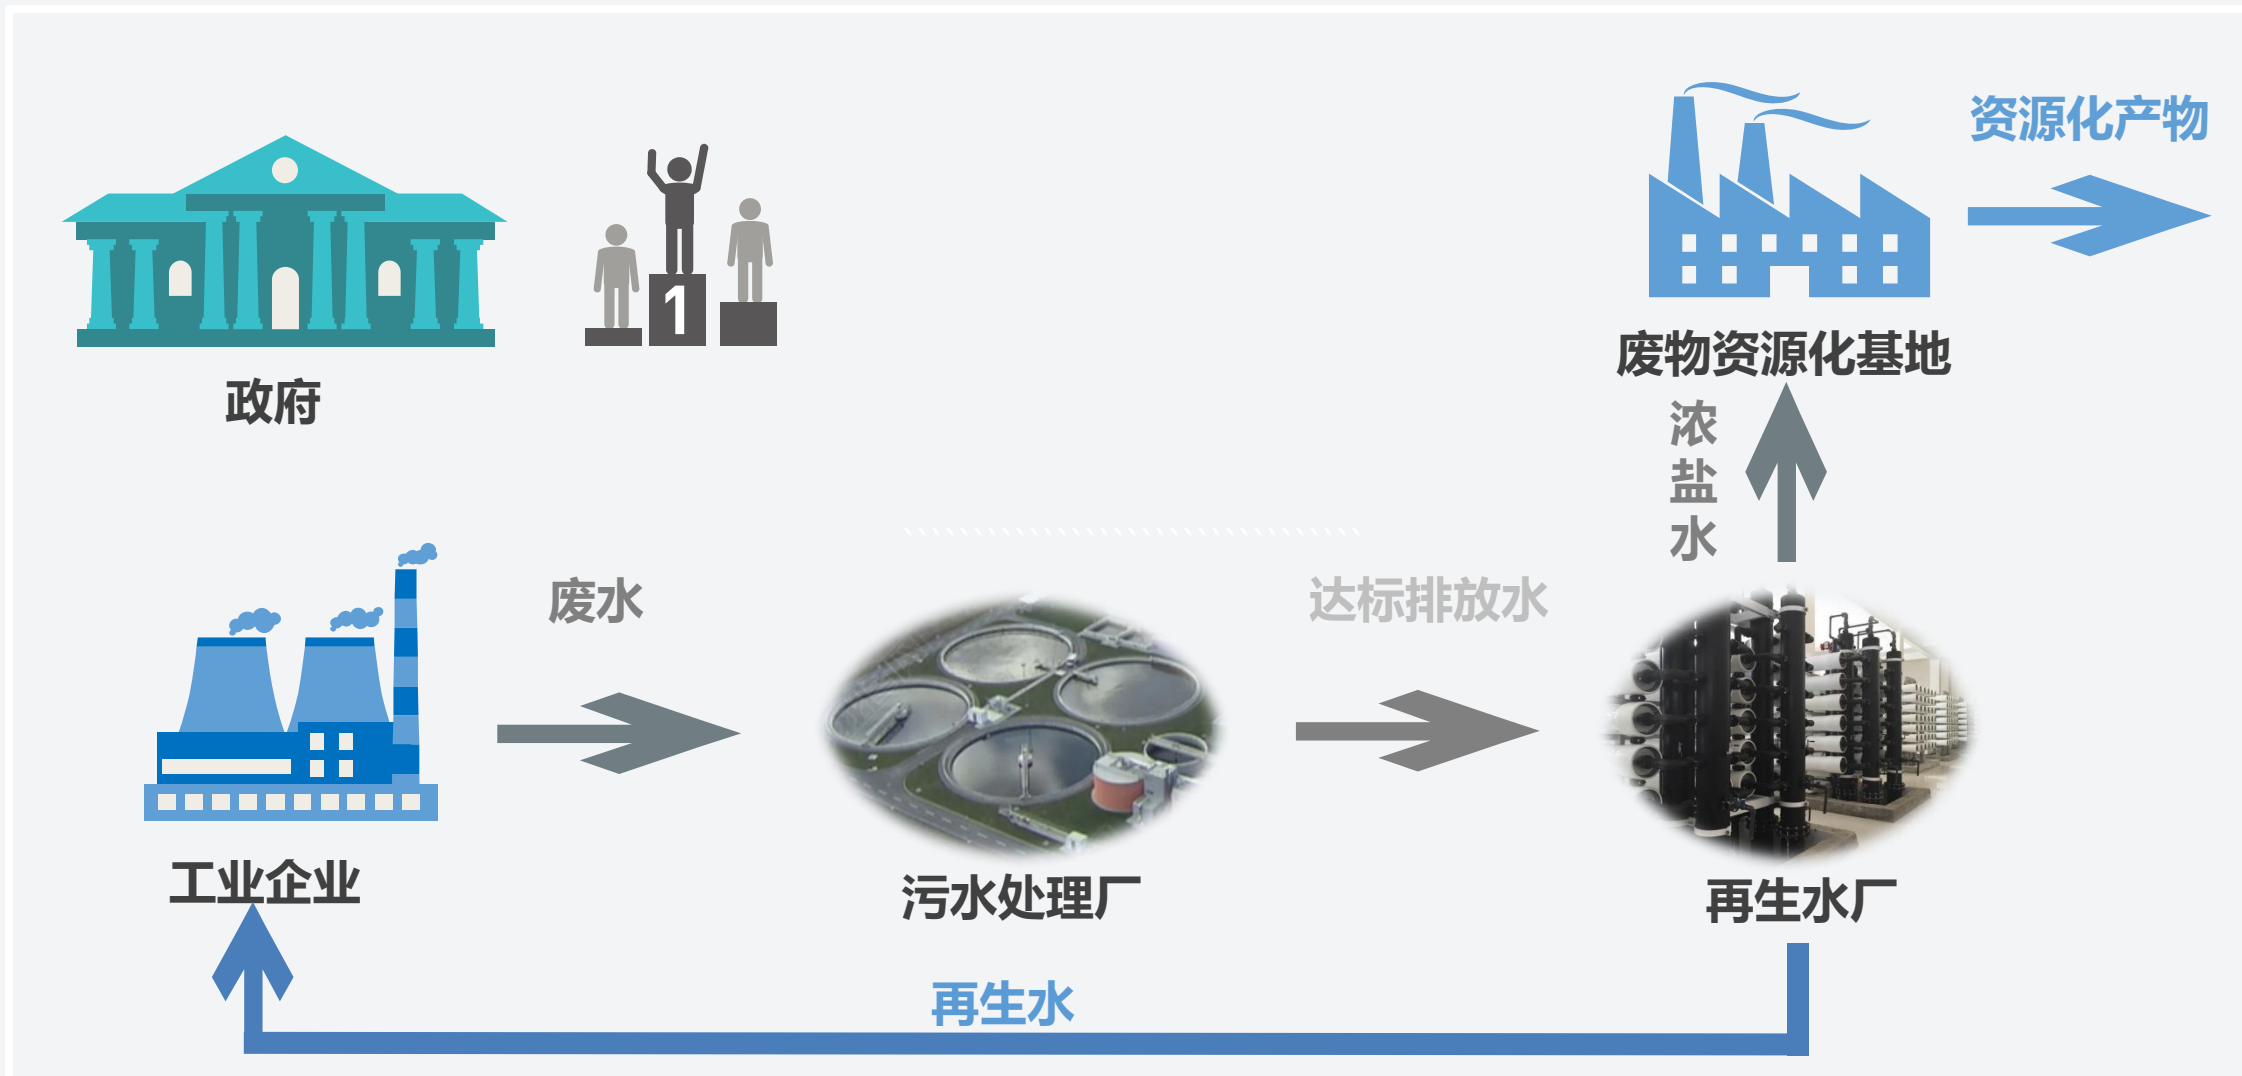 资源化产物
1
废物资源化基地
政府
浓
盐
水
废水
达标排放水
工业企业
污水处理厂
再生水厂
再生水